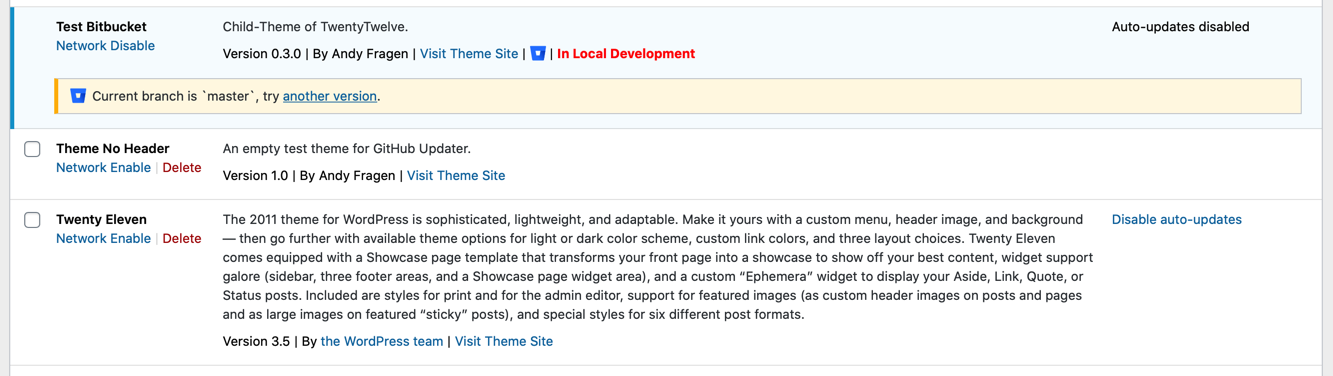 Test Bitbucket
Network Disable
Child-Theme of TwentyTwelve.
Version 0.3.0 | By Andy Fragen | Visit Theme Site | | In Local Development
Auto-updates disabled
Current branch is `master`, try another version.
Theme No Header
Network Enable | Delete
An empty test theme for GitHub Updater.
Version 1.0 | By Andy Fragen | Visit Theme Site
Twenty Eleven
Network Enable | Delete
The 2011 theme for WordPress is sophisticated, lightweight, and adaptable. Make it yours with a custom menu, header image, and background
— then go further with available theme options for light or dark color scheme, custom link colors, and three layout choices. Twenty Eleven
comes equipped with a Showcase page template that transforms your front page into a showcase to show off your best content, widget support
galore (sidebar, three footer areas, and a Showcase page widget area), and a custom “Ephemera” widget to display your Aside, Link, Quote, or
Status posts. Included are styles for print and for the admin editor, support for featured images (as custom header images on posts and pages
and as large images on featured “sticky” posts), and special styles for six different post formats.
Version 3.5 | By the WordPress team | Visit Theme Site
Disable auto-updates